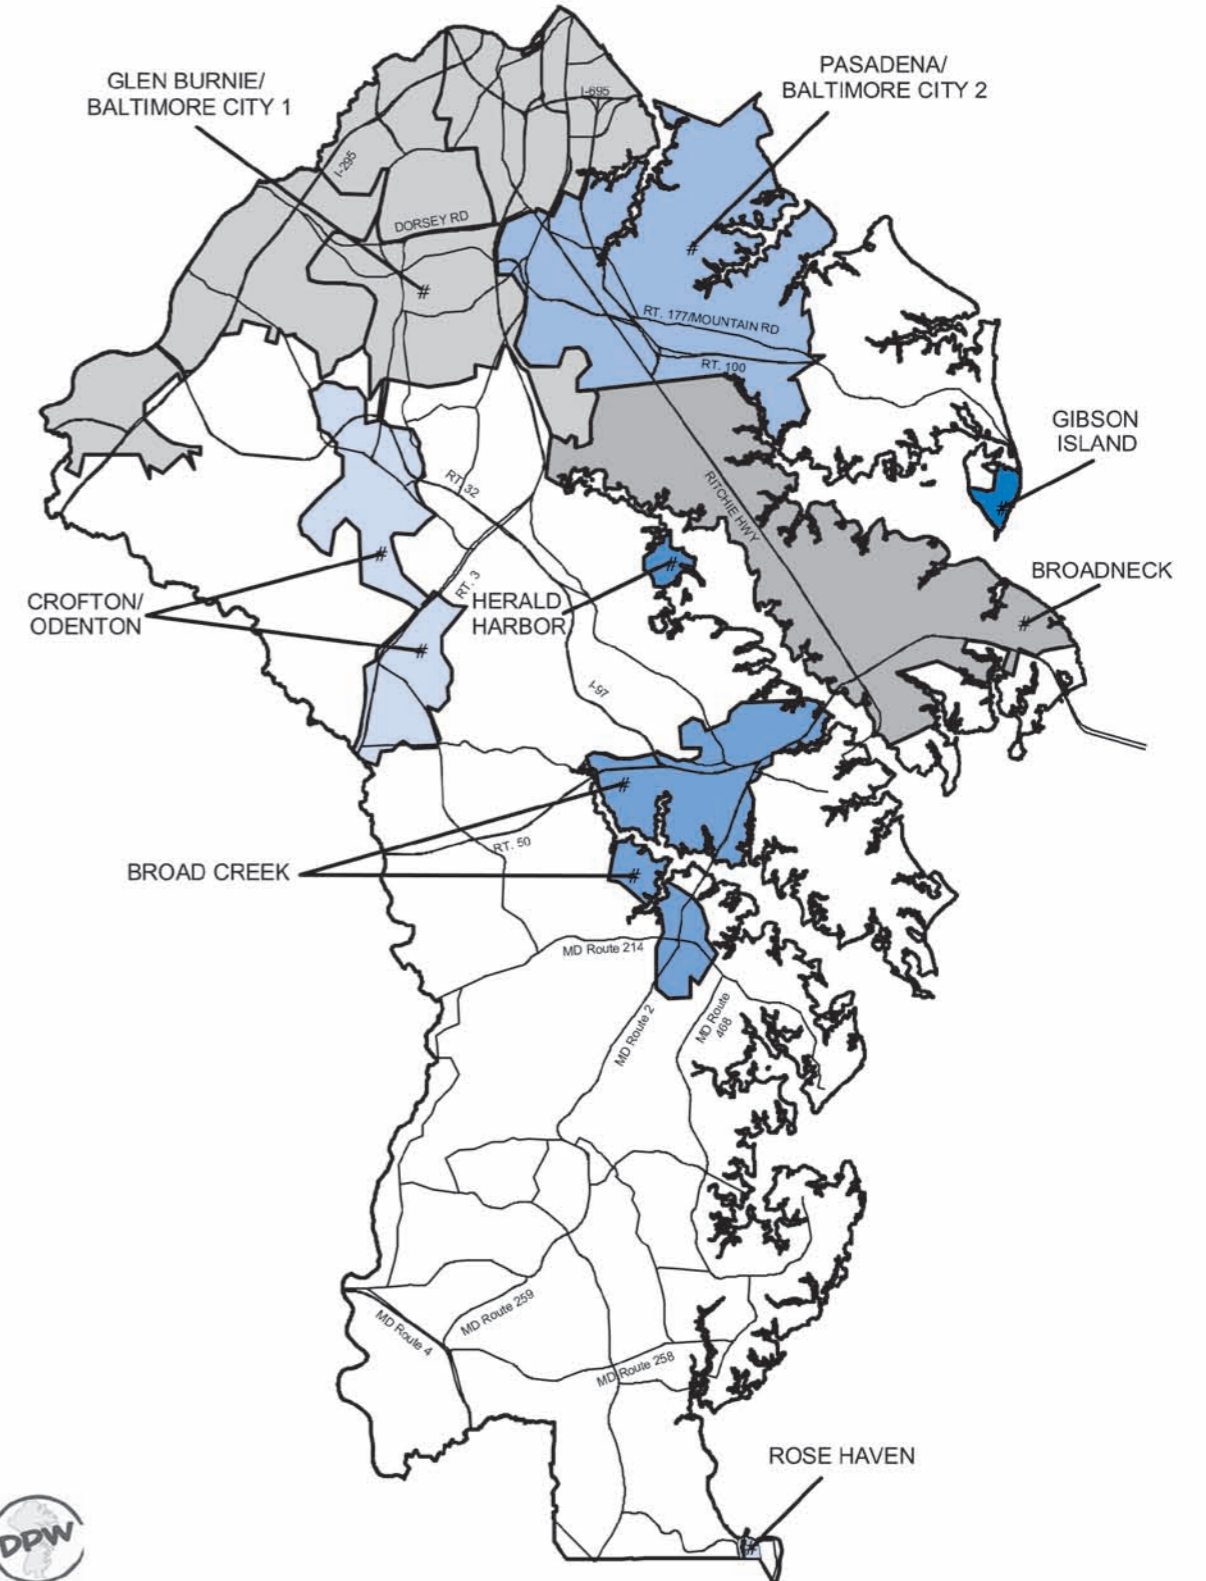 GLEN BURNIE/
BALTIMORE CITY 1
PASADENA/
BALTIMORE CITY 2
I-695
I-295
DORSEY RD
#
#
RT. 177/MOUNTAIN RD
RT. 100
GIBSON
ISLAND
#
RT. 32
RITCHIE HWY
#
#
BROADNECK
#
RT. 3
CROFTON/
ODENTON
HERALD
HARBOR
#
I-97
#
BROAD CREEK
#
RT. 50
MD Route 214
MD Route 2
MD Route
468
MD Route 259
MD Route 4
MD Route 258
ROSE HAVEN
#
DPW